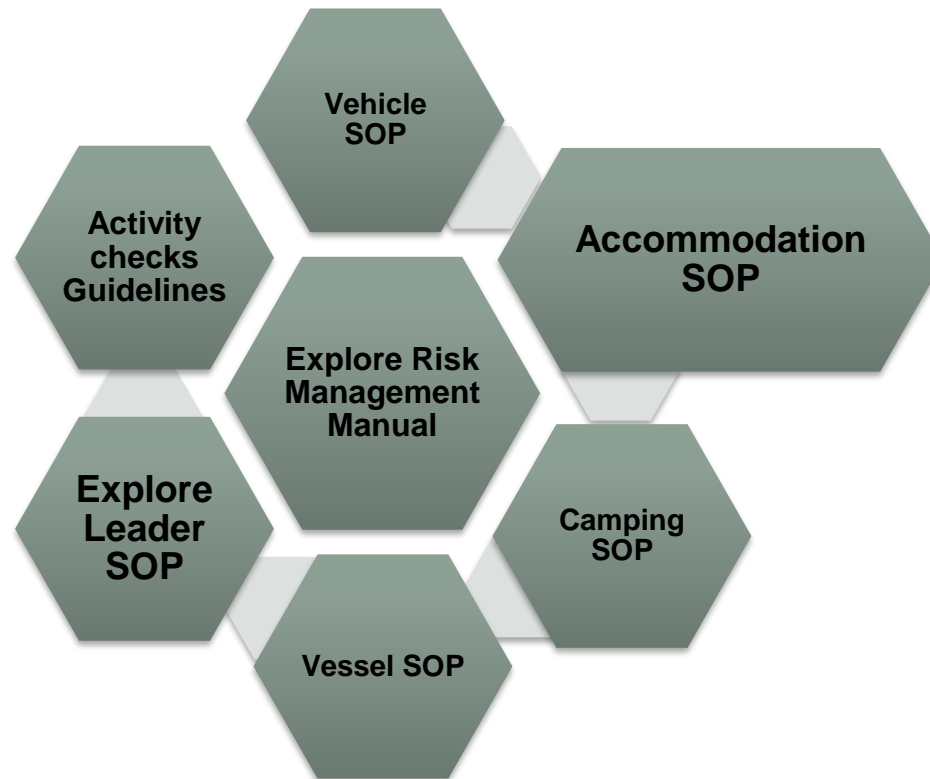 Vehicle
SOP
Accommodation
SOP
Activity
checks
Guidelines
Explore Risk
Management
Manual
Explore
Leader
SOP
Camping
SOP
Vessel SOP